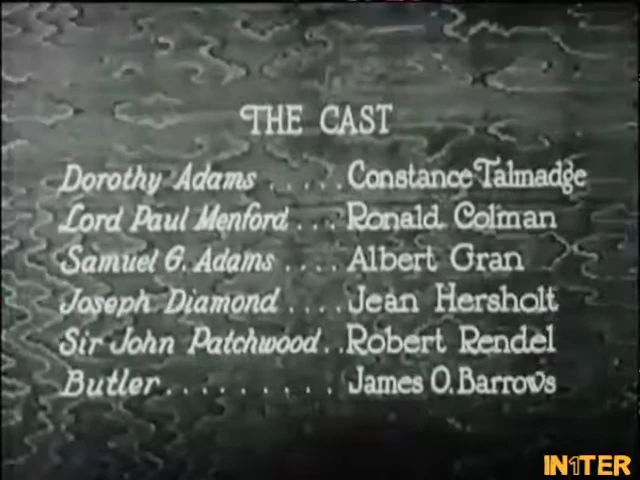 THE CAST
Dorothy Adams . . . . . Constance Talmadge
Lord Paul Menford . . . Ronald Colman
Samuel G. Adams . . . . Albert Gran
Joseph Diamond . . . . Jean Hersholt
Sir John Patchwood . . Robert Rendel
Butler . . . . . . . . . . James O. Barrows
IN1TER